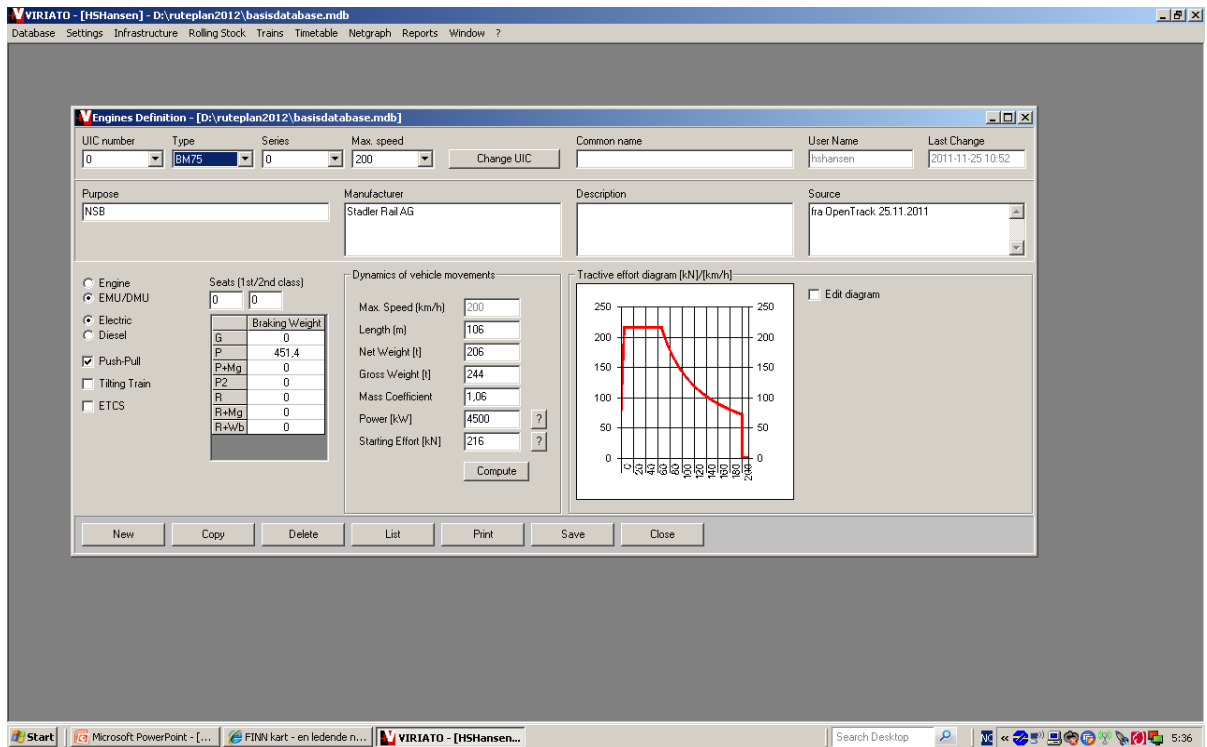 VIRIATO - [HSHansen] - D:\ruteplan2012\basisdatabase.mdb
Database Settings Infrastructure Rolling Stock Trains Timetable Netgraph Reports Window ?
Engines Definition - [D:\ruteplan2012\basisdatabase.mdb]
UIC number Type Series Max. speed Common name User Name Last Change
0 BM75 0 200 Change UIC hshansen 2011-11-25 10:52
Purpose Manufacturer Description Source
NSB Stadler Rail AG fra OpenTrack 25.11.2011
Engine
EMU/DMU
Electric
Diesel
Push-Pull
Tilting Train
ETCS
Seats (1st/2nd class)
0 0
Braking Weight
G 0
P 451,4
P+Mg 0
P2 0
R 0
R+Mg 0
R+Wb 0
Dynamics of vehicle movements
Max. Speed (km/h) 200
Length (m) 106
Net Weight [t] 206
Gross Weight [t] 244
Mass Coefficient 1,06
Power [kW] 4500 ?
Starting Effort [kN] 216 ?
Compute
Tractive effort diagram [kN]/[km/h]
250 250
200 200
150 150
100 100
50 50
0 0
0 20 40 60 80 100 120 140 160 180 200
Edit diagram
New Copy Delete List Print Save Close
Start Microsoft PowerPoint - [... FINN kart - en ledende n... VIRIATO - [HSHansen... Search Desktop NO « 5:36